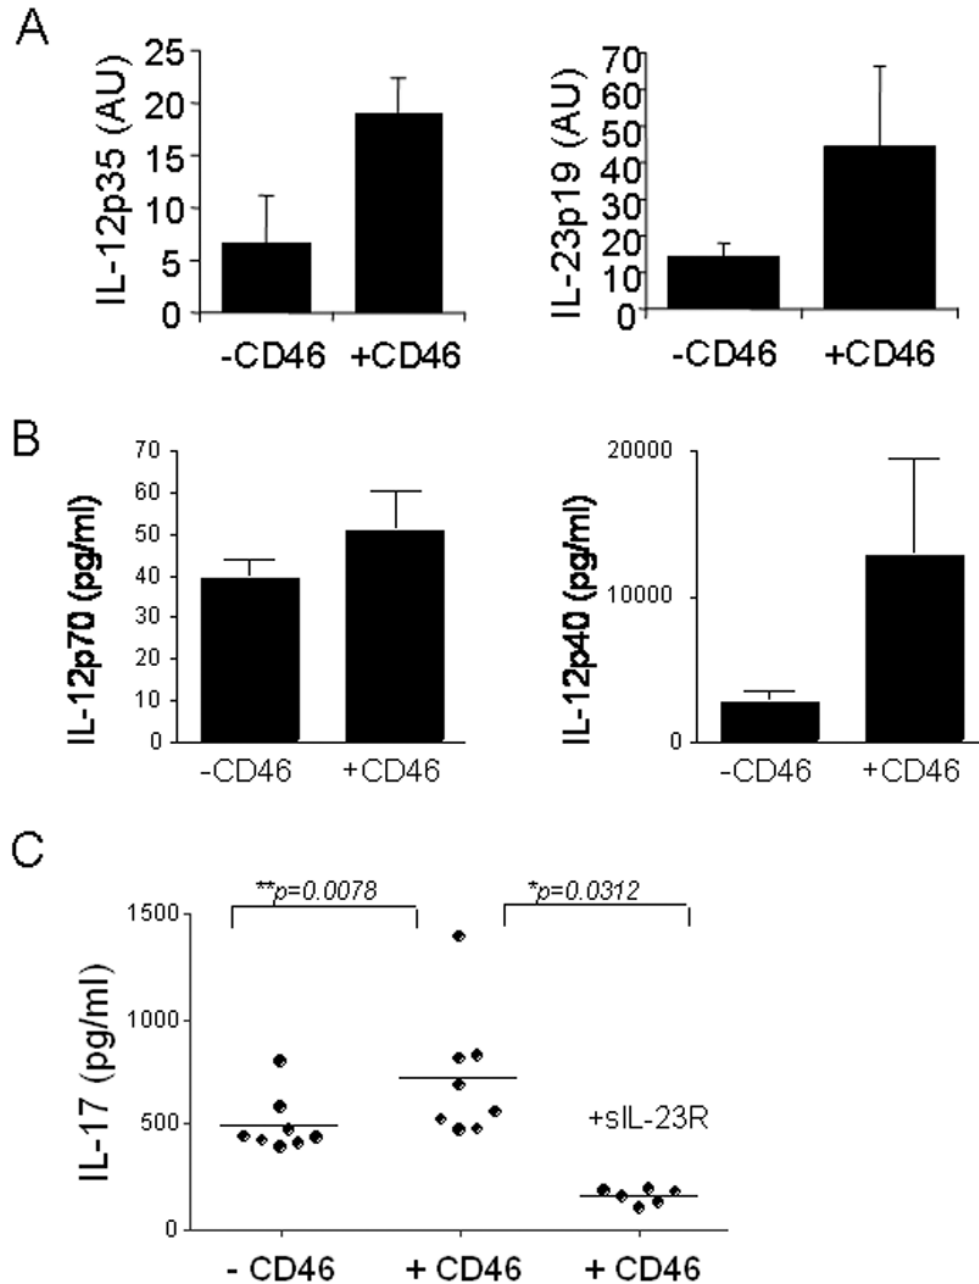 A
IL-12p35 (AU)
25
20
15
10
5
0
-CD46 +CD46
IL-23p19 (AU)
70
60
50
40
30
20
10
0
-CD46 +CD46
B
IL-12p70 (pg/ml)
70
60
50
40
30
20
10
0
-CD46 +CD46
IL-12p40 (pg/ml)
20000
10000
0
-CD46 +CD46
C
**p=0.0078 *p=0.0312
IL-17 (pg/ml)
1500
1000
500
0
+sIL-23R
- CD46 + CD46 + CD46